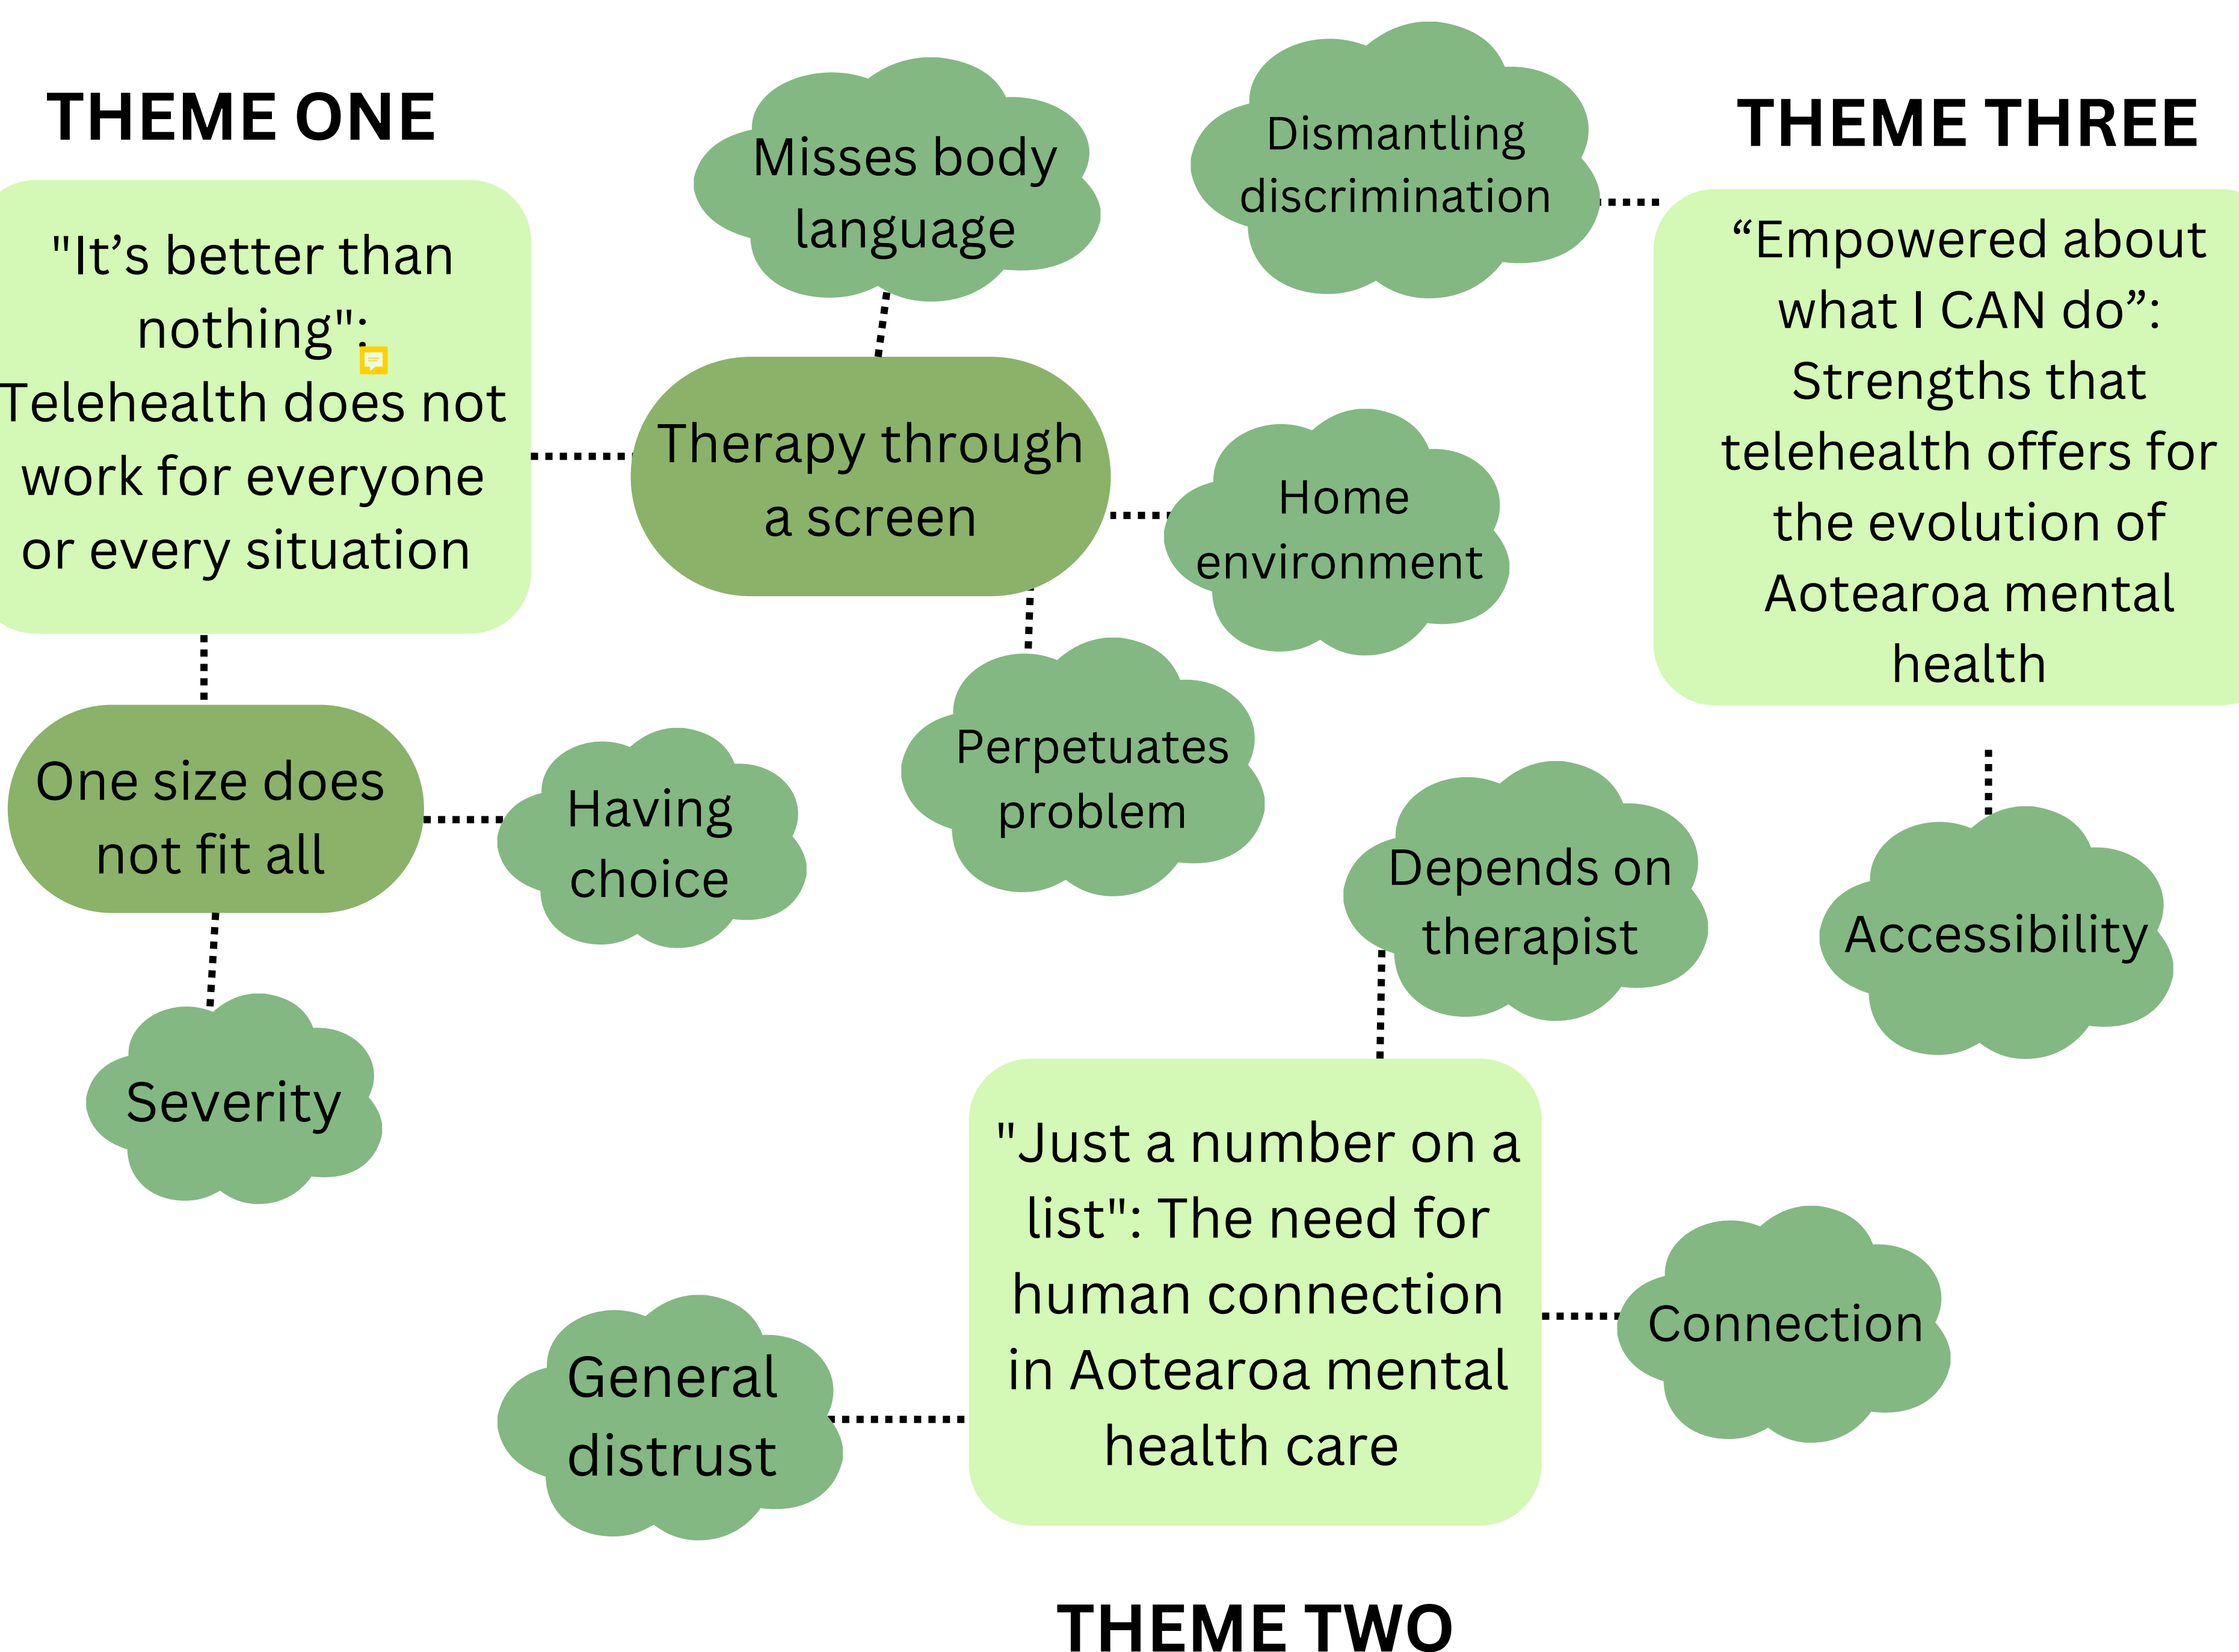 THEME ONE
"It’s better than
nothing":
Telehealth does not
work for everyone
or every situation
Misses body
language
Therapy through
a screen
Home
environment
Perpetuates
problem
One size does
not fit all
Having
choice
Severity
Dismantling
discrimination
THEME THREE
“Empowered about
what I CAN do”:
Strengths that
telehealth offers for
the evolution of
Aotearoa mental
health
Accessibility
Depends on
therapist
"Just a number on a
list": The need for
human connection
in Aotearoa mental
health care
Connection
General
distrust
THEME TWO